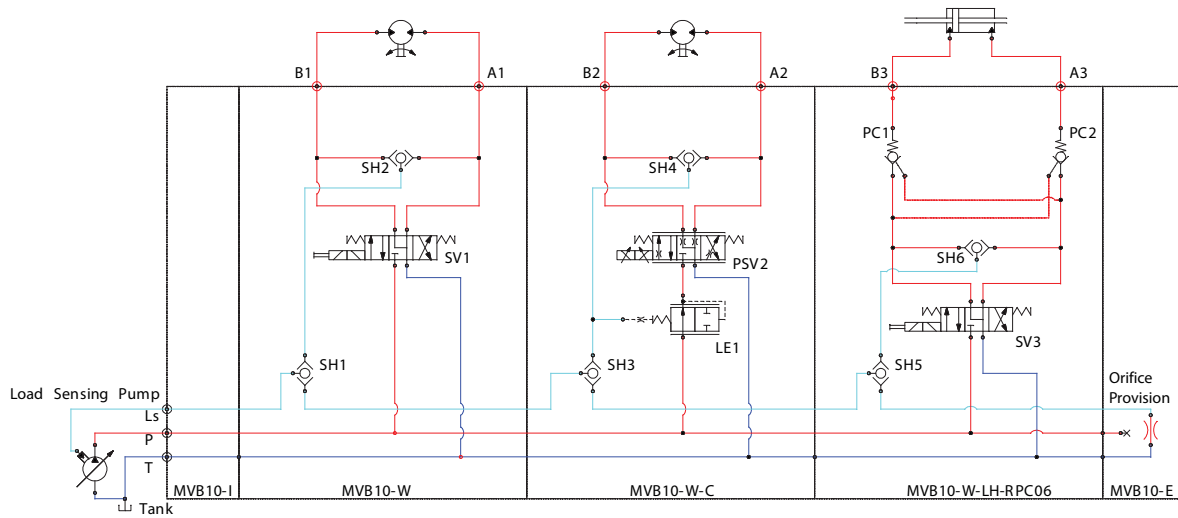 B1
A1
B2
A2
B3
A3
PC1
PC2
SH2
SH4
SV1
PSV2
SH6
LE1
SV3
SH1
SH3
SH5
Load Sensing Pump
Ls
P
T
Tank
Orifice
Provision
MVB10-I
MVB10-W
MVB10-W-C
MVB10-W-LH-RPC06
MVB10-E